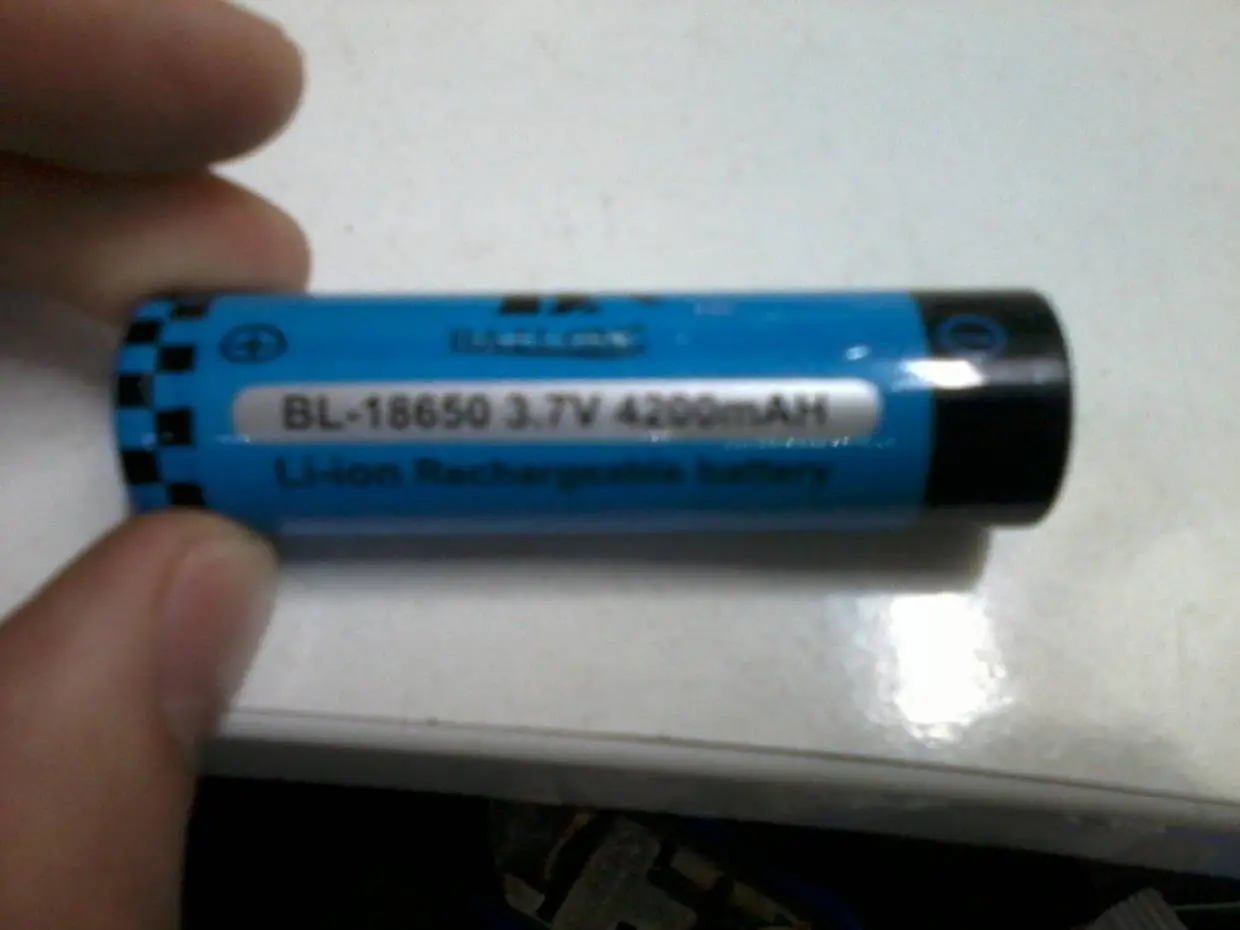 BL-18650 3.7V 4200mAH
Li-ion Rechargeable battery